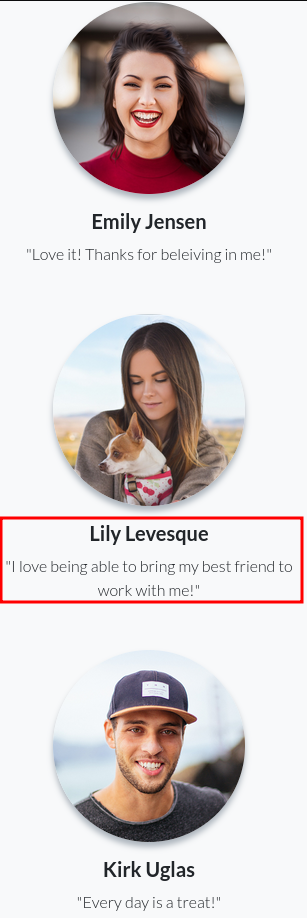 Emily Jensen
"Love it! Thanks for beleiving in me!"
Lily Levesque
"I love being able to bring my best friend to
work with me!"
Kirk Uglas
"Every day is a treat!"